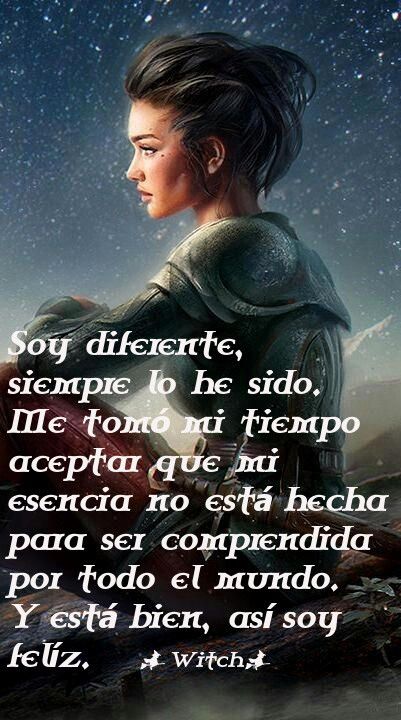 Soy diferente,
siempre lo he sido.
Me tomó mi tiempo
aceptar que mi
esencia no está hecha
para ser comprendida
por todo el mundo.
Y está bien, así soy
felíz. Witch